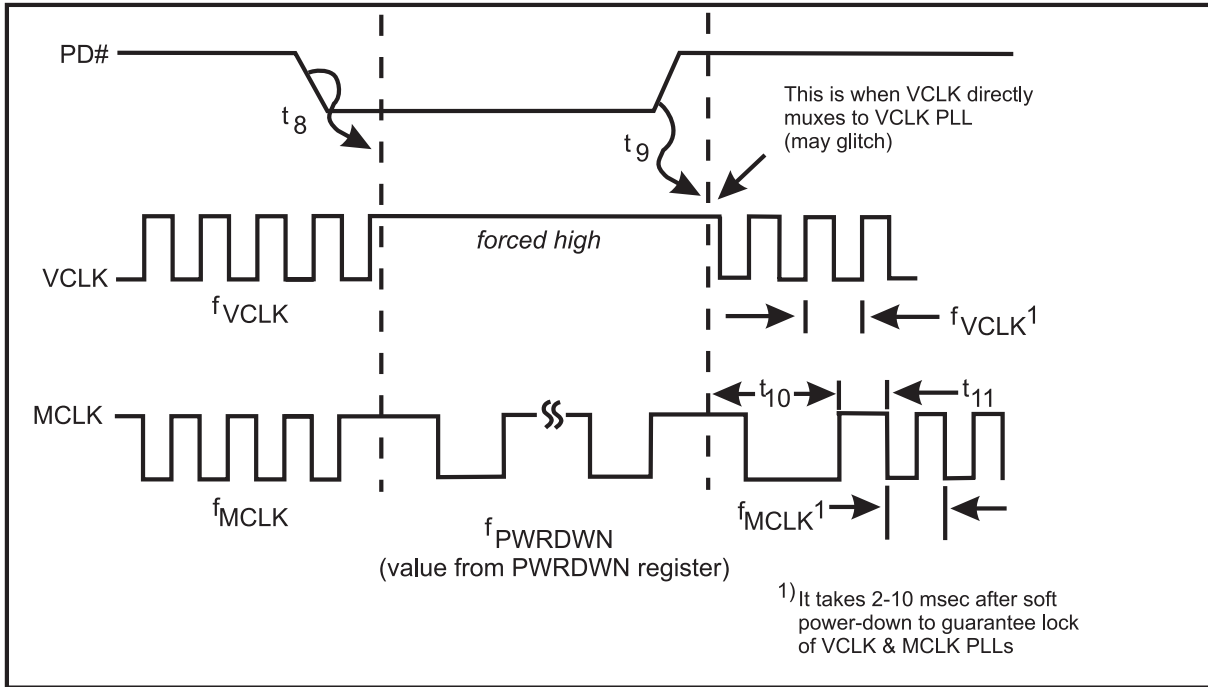 PD#
t8
t9
This is when VCLK directly
muxes to VCLK PLL
(may glitch)
forced high
VCLK
fVCLK
fVCLK1
MCLK
t10
t11
fMCLK
fPWRDWN
(value from PWRDWN register)
fMCLK1
1) It takes 2-10 msec after soft
power-down to guarantee lock
of VCLK & MCLK PLLs